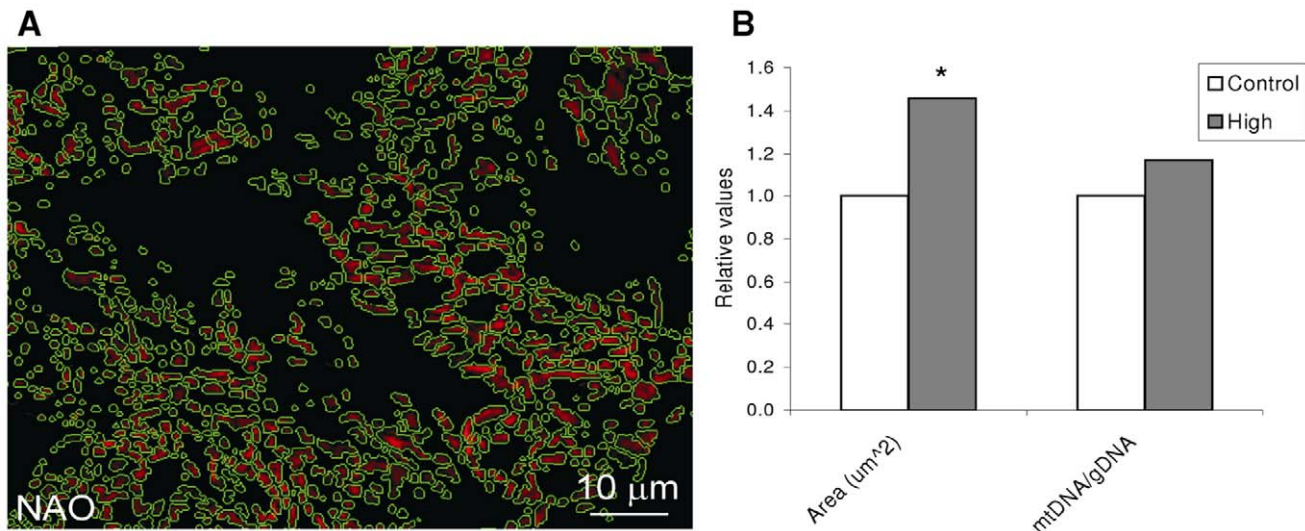 A
NAO
10 μm
B
1.6
1.4
1.2
1.0
0.8
0.6
0.4
0.2
0.0
Relative values
*
Control
High
Area (um^2)
mtDNA/gDNA